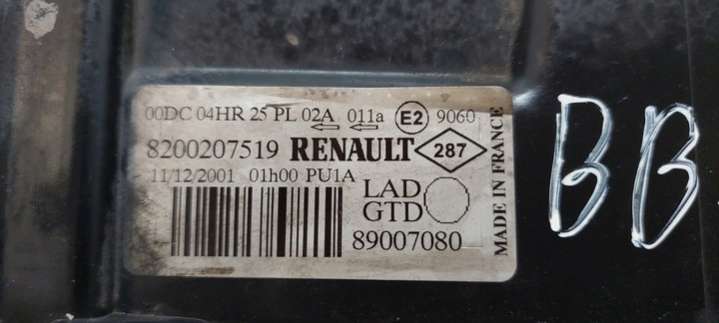 00DC 04HR 25 PL 02A 011a E2 9060
8200207519 RENAULT 287
11/12/2001 01h00 PU1A
LAD
GTD
89007080
MADE IN FRANCE
BB